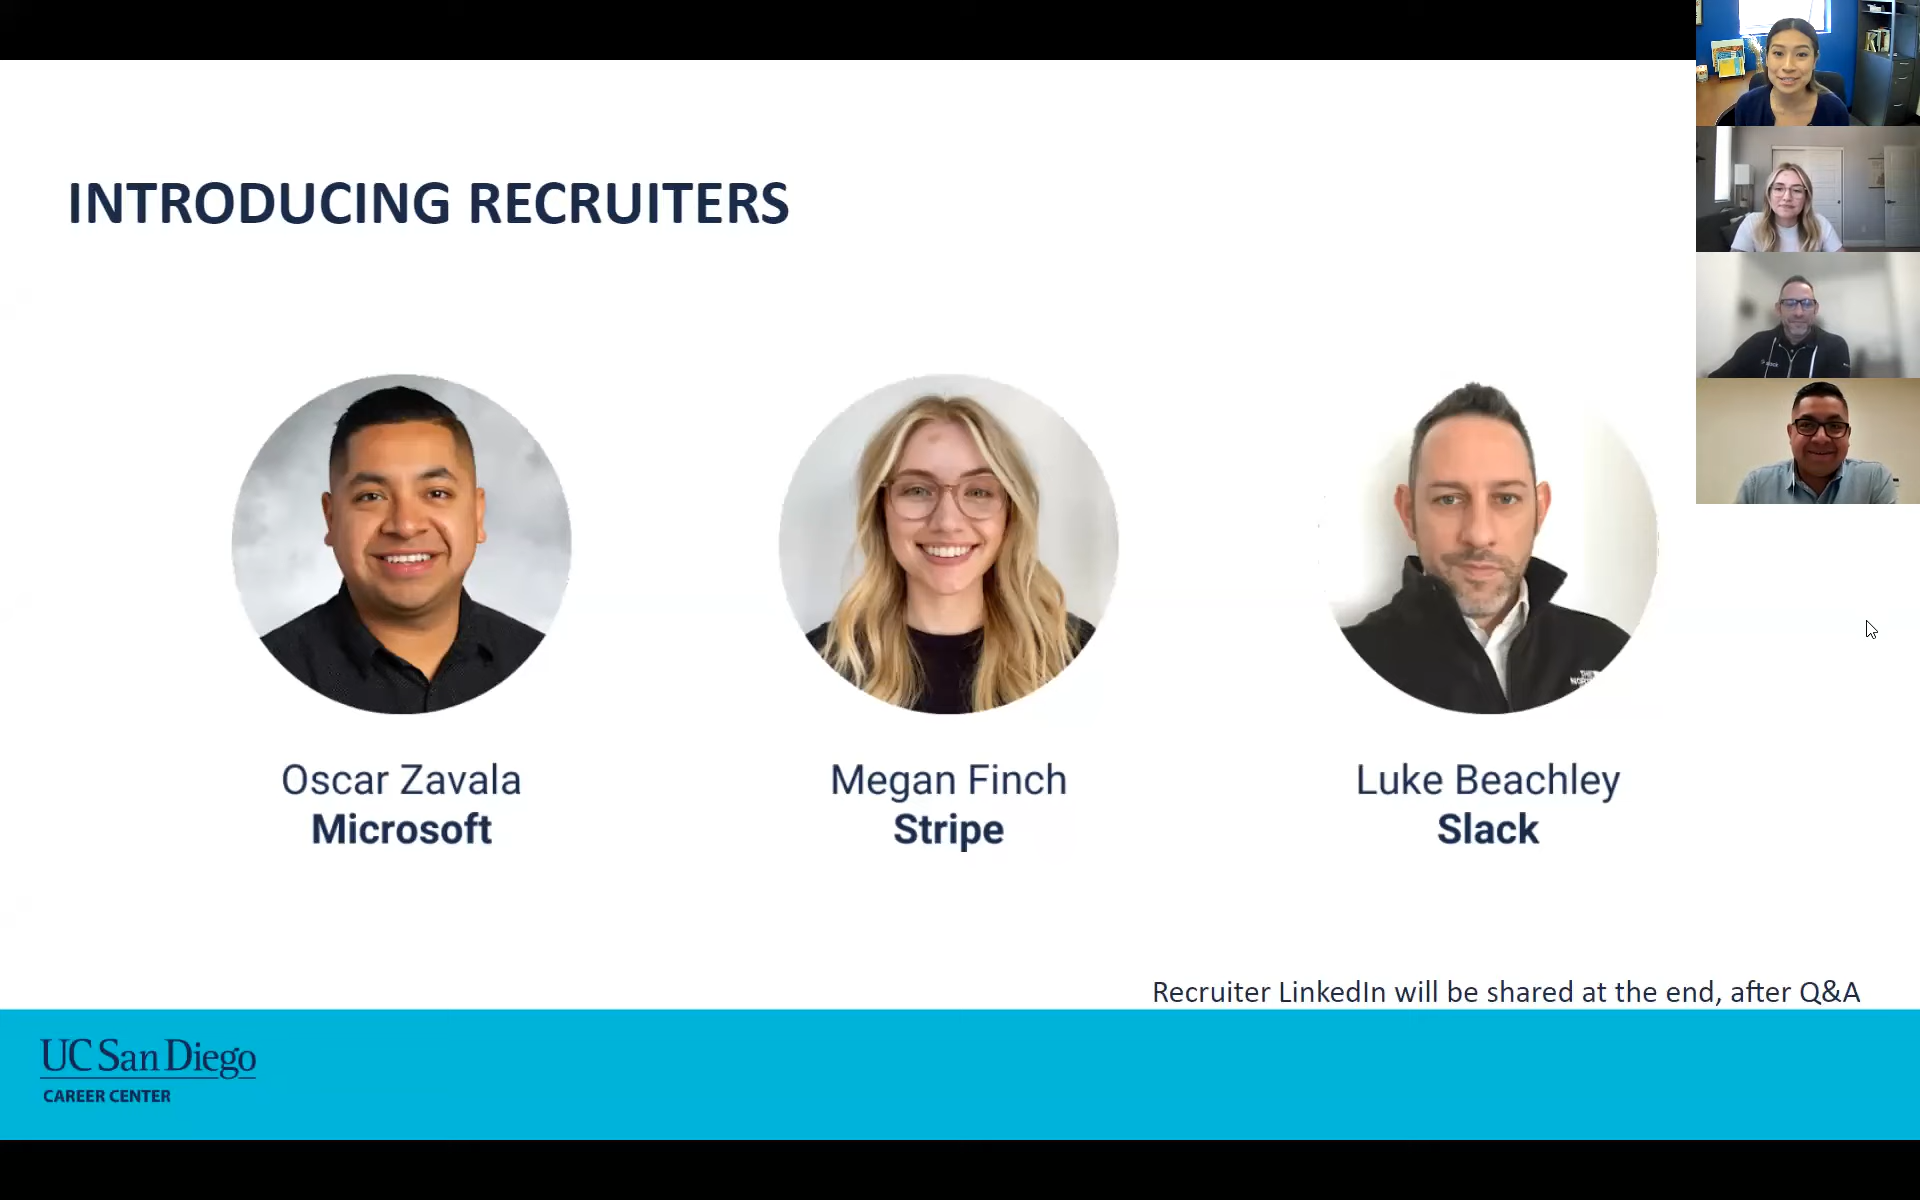 INTRODUCING RECRUITERS
Oscar Zavala
Microsoft
Megan Finch
Stripe
Luke Beachley
Slack
Recruiter LinkedIn will be shared at the end, after Q&A
UC San Diego
CAREER CENTER